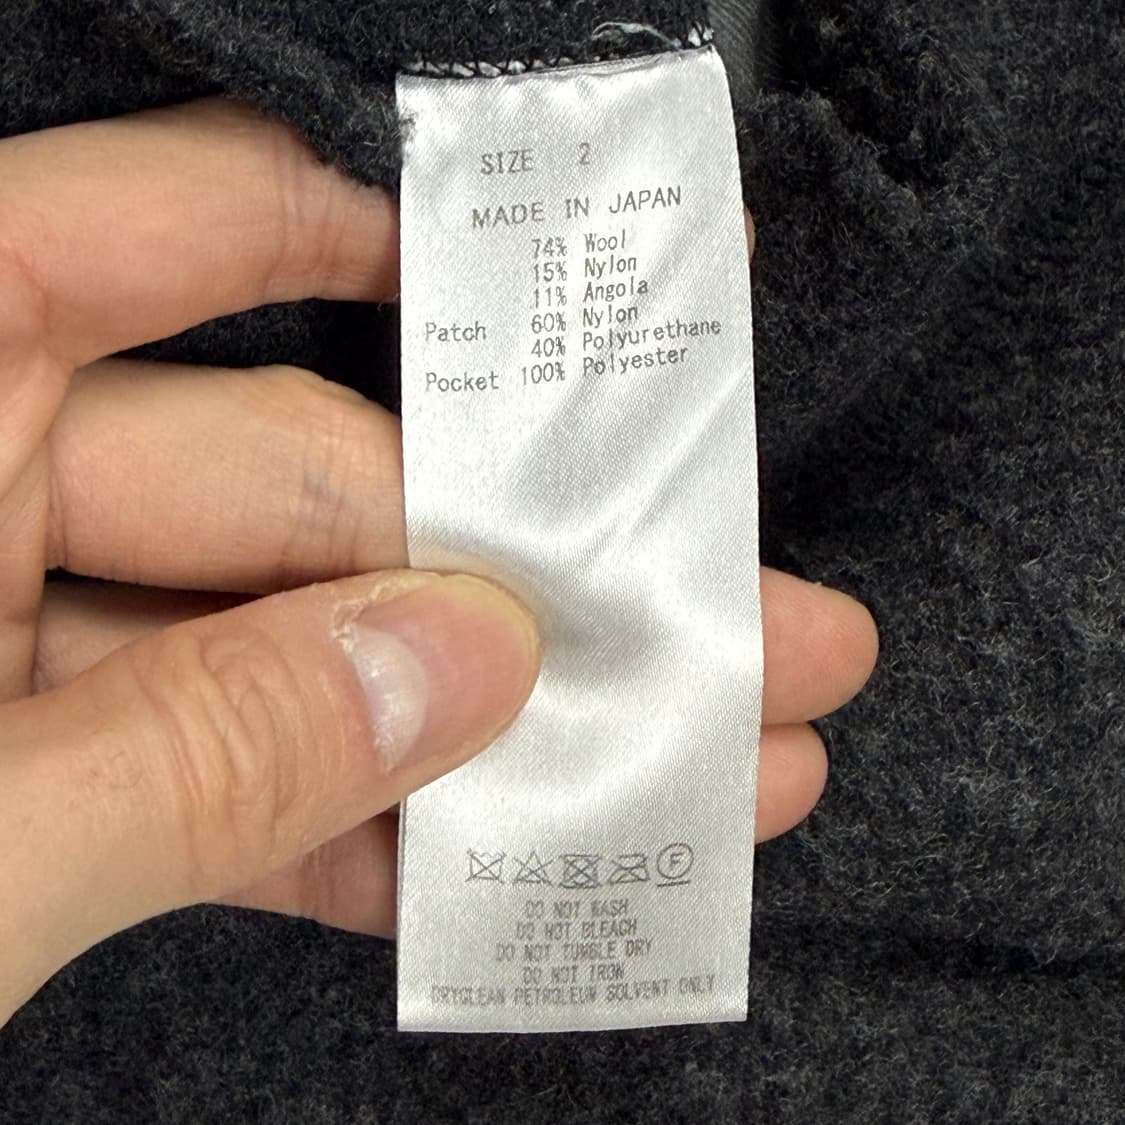 SIZE 2
MADE IN JAPAN
74% Wool
15% Nylon
11% Angola
Patch 60% Nylon
40% Polyurethane
Pocket 100% Polyester
F
DO NOT WASH
DO NOT BLEACH
DO NOT TUMBLE DRY
DO NOT IRON
DRYCLEAN PETROLEUM SOLVENT ONLY